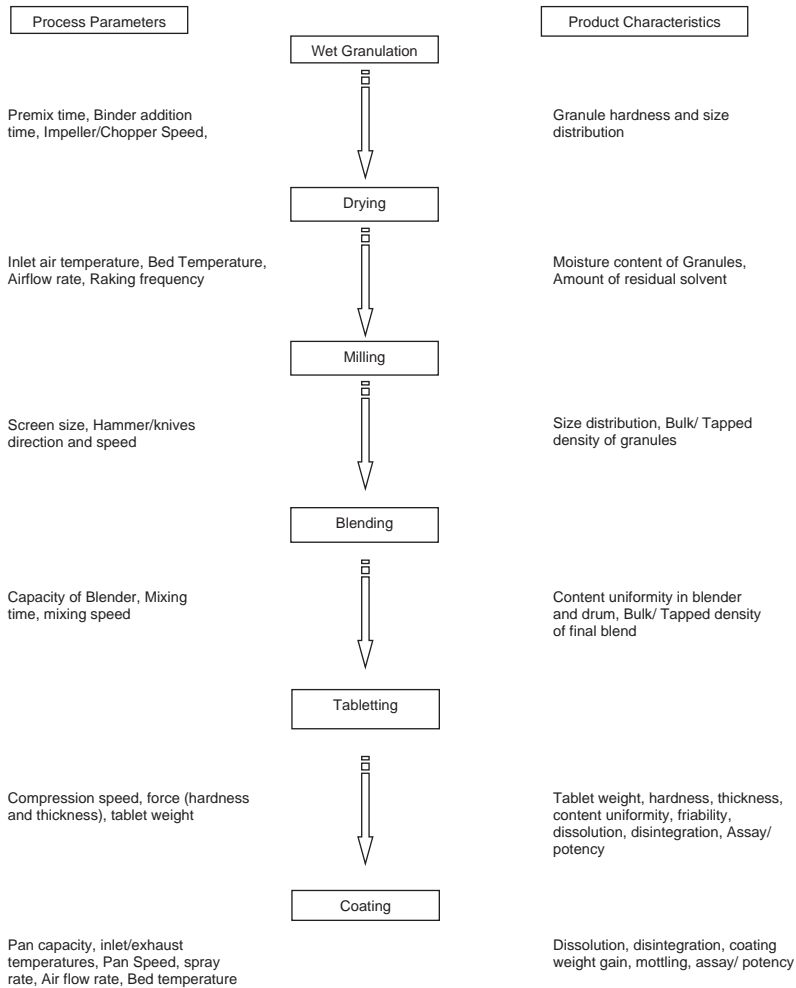 Process Parameters
Product Characteristics
Wet Granulation
Premix time, Binder addition
time, Impeller/Chopper Speed,
Granule hardness and size
distribution
Drying
Inlet air temperature, Bed Temperature,
Airflow rate, Raking frequency
Moisture content of Granules,
Amount of residual solvent
Milling
Screen size, Hammer/knives
direction and speed
Size distribution, Bulk/ Tapped
density of granules
Blending
Capacity of Blender, Mixing
time, mixing speed
Content uniformity in blender
and drum, Bulk/ Tapped density
of final blend
Tabletting
Compression speed, force (hardness
and thickness), tablet weight
Tablet weight, hardness, thickness,
content uniformity, friability,
dissolution, disintegration, Assay/
potency
Coating
Pan capacity, inlet/exhaust
temperatures, Pan Speed, spray
rate, Air flow rate, Bed temperature
Dissolution, disintegration, coating
weight gain, mottling, assay/ potency